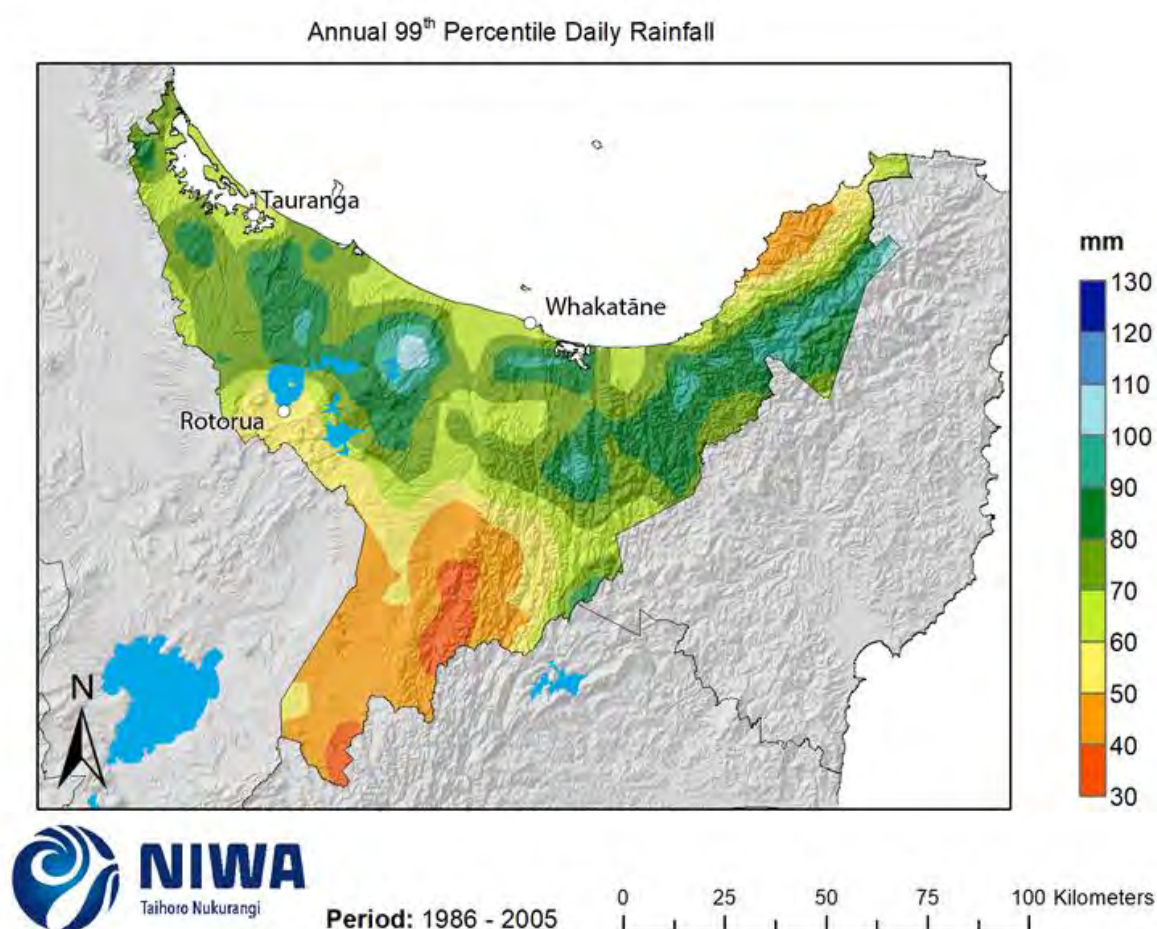 Annual 99th Percentile Daily Rainfall
Tauranga
Whakatāne
Rotorua
N
mm
130
120
110
100
90
80
70
60
50
40
30
NIWA
Taihoro Nukurangi
Period: 1986 - 2005
0 25 50 75 100 Kilometers